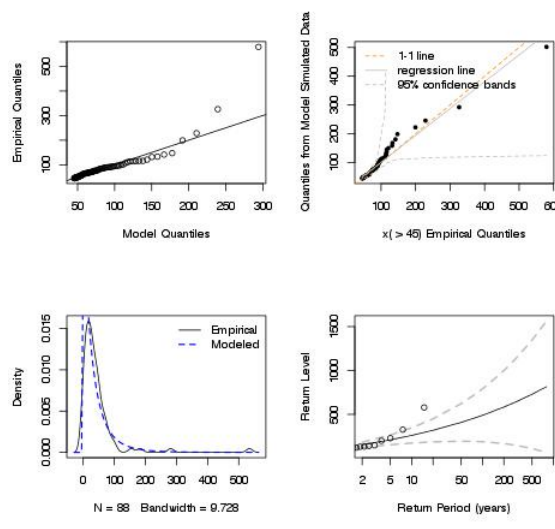 Empirical Quantiles
500
300
100
50 100 150 200 250 300
Model Quantiles
Quantiles from Model Simulated Data
500
400
300
200
100
1-1 line
regression line
95% confidence bands
100 200 300 400 500 600
x( > 45) Empirical Quantiles
Density
0.015
0.010
0.005
0.000
Empirical
Modeled
0 100 200 300 400 500
N = 88 Bandwidth = 9.728
Return Level
1500
1000
500
2 5 10 50 100 200 500
Return Period (years)